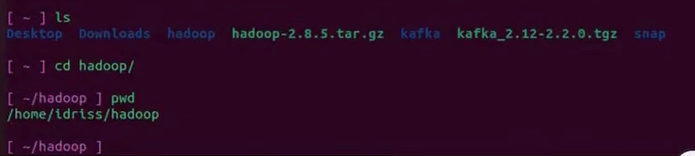 [ ~ ] ls
Desktop Downloads hadoop hadoop-2.8.5.tar.gz kafka kafka_2.12-2.2.0.tgz snap
[ ~ ] cd hadoop/
[ ~/hadoop ] pwd
/home/idriss/hadoop
[ ~/hadoop ]